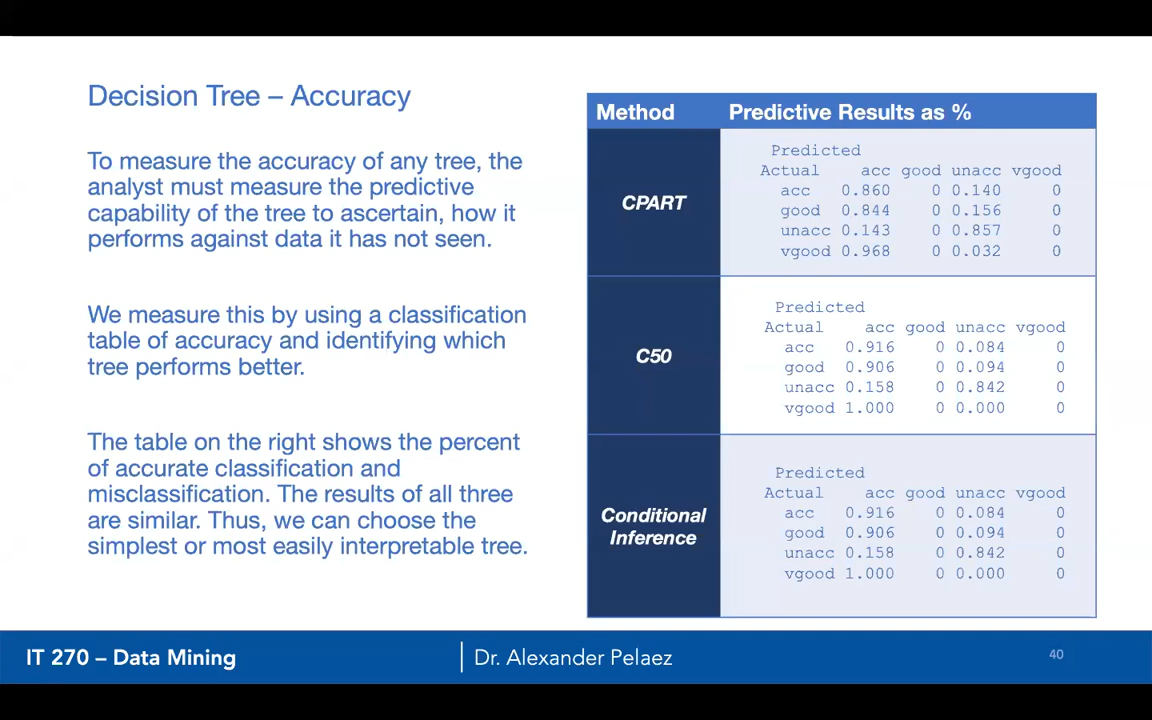 Decision Tree – Accuracy
To measure the accuracy of any tree, the
analyst must measure the predictive
capability of the tree to ascertain, how it
performs against data it has not seen.
We measure this by using a classification
table of accuracy and identifying which
tree performs better.
The table on the right shows the percent
of accurate classification and
misclassification. The results of all three
are similar. Thus, we can choose the
simplest or most easily interpretable tree.
Method Predictive Results as %
CPART
Predicted
Actual acc good unacc vgood
acc 0.860 0 0.140 0
good 0.844 0 0.156 0
unacc 0.143 0 0.857 0
vgood 0.968 0 0.032 0
C50
Predicted
Actual acc good unacc vgood
acc 0.916 0 0.084 0
good 0.906 0 0.094 0
unacc 0.158 0 0.842 0
vgood 1.000 0 0.000 0
Conditional
Inference
Predicted
Actual acc good unacc vgood
acc 0.916 0 0.084 0
good 0.906 0 0.094 0
unacc 0.158 0 0.842 0
vgood 1.000 0 0.000 0
IT 270 – Data Mining
Dr. Alexander Pelaez
40